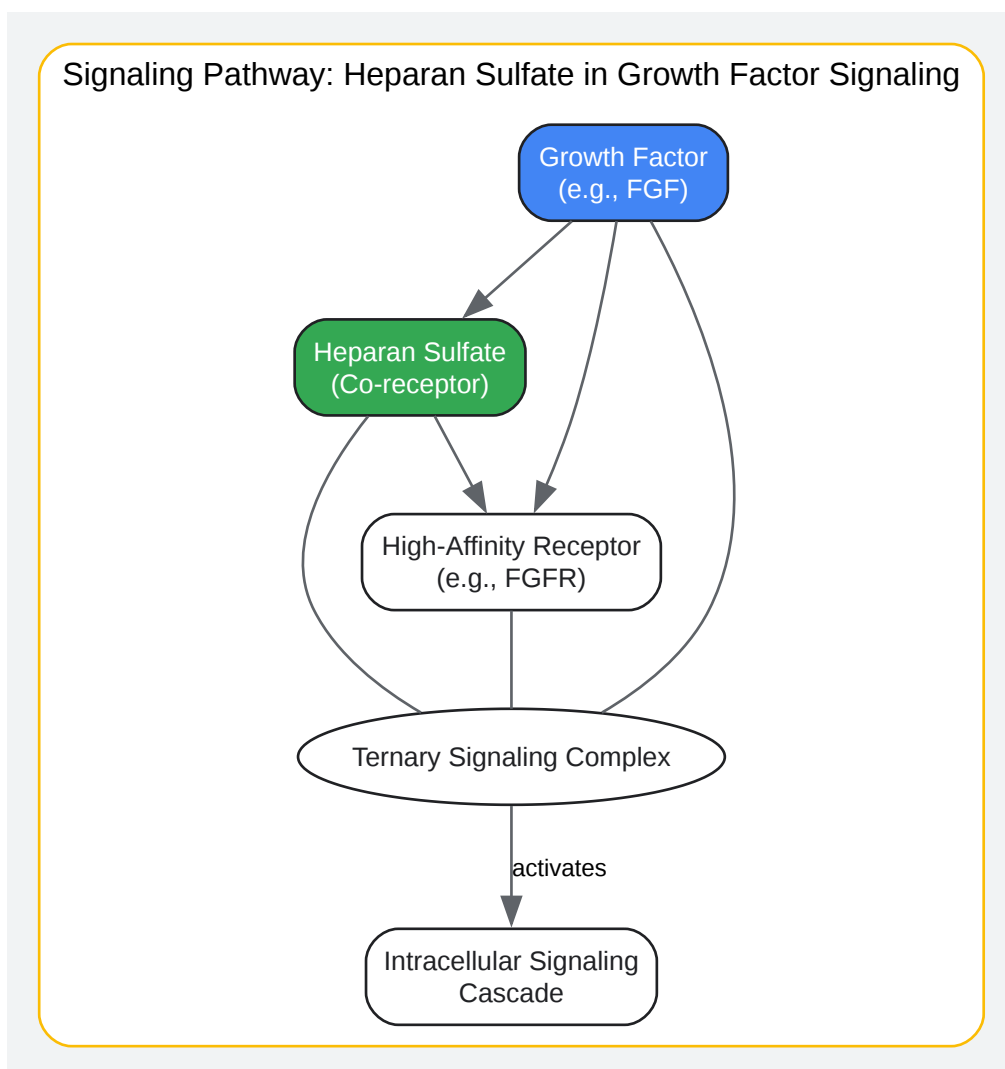 Signaling Pathway: Heparan Sulfate in Growth Factor Signaling
Growth Factor
(e.g., FGF)
Heparan Sulfate
(Co-receptor)
High-Affinity Receptor
(e.g., FGFR)
Ternary Signaling Complex
activates
Intracellular Signaling
Cascade